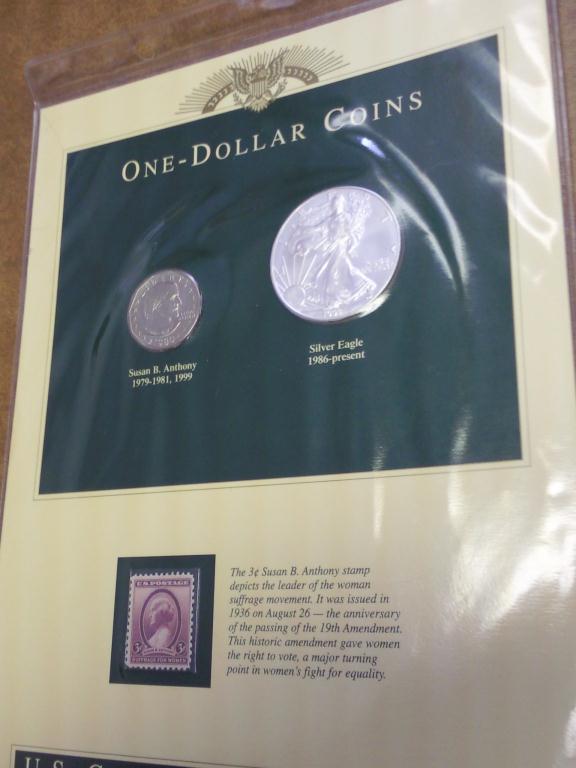 ONE-DOLLAR COINS
Susan B. Anthony
1979-1981, 1999
Silver Eagle
1986-present
U.S. POSTAGE
3¢ 3¢
SUFFRAGE FOR WOMEN
The 3¢ Susan B. Anthony stamp
depicts the leader of the woman
suffrage movement. It was issued in
1936 on August 26 — the anniversary
of the passing of the 19th Amendment.
This historic amendment gave women
the right to vote, a major turning
point in women's fight for equality.
U.S.